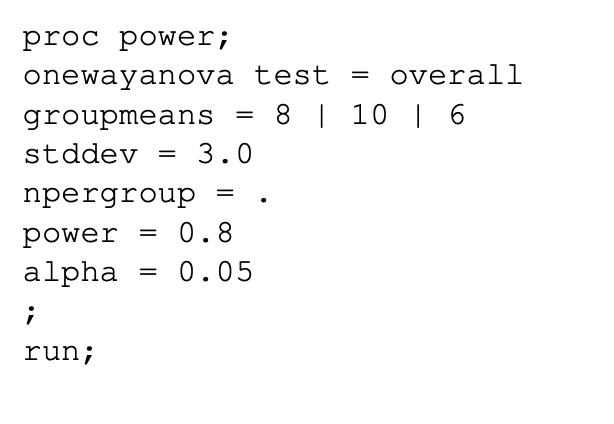 proc power;
onewayanova test = overall
groupmeans = 8 | 10 | 6
stddev = 3.0
npergroup = .
power = 0.8
alpha = 0.05
;
run;